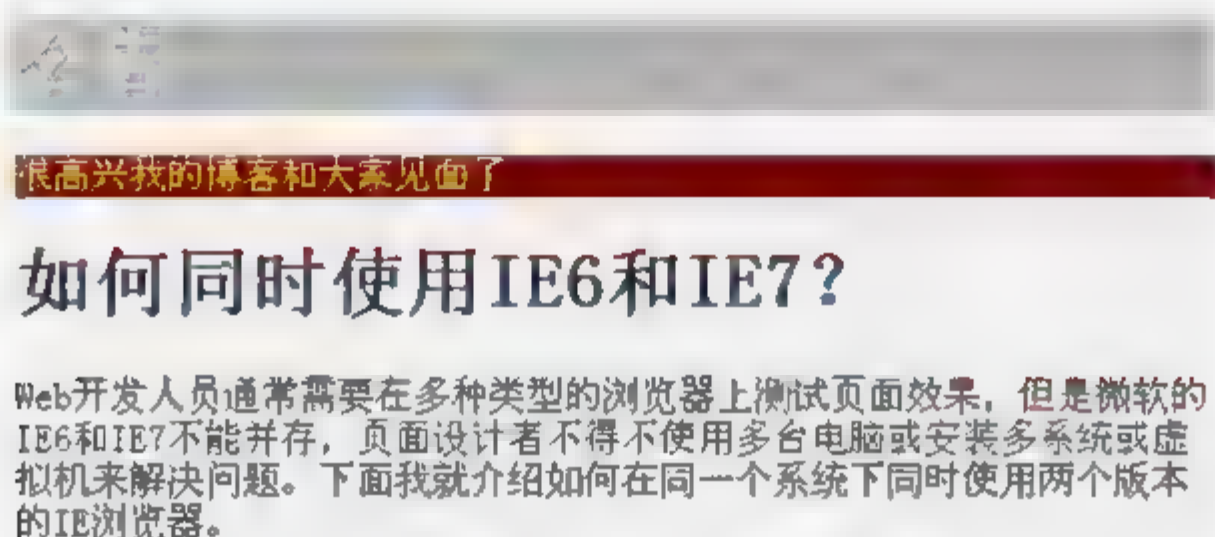 很高兴我的博客和大家见面了
如何同时使用IE6和IE7?
Web开发人员通常需要在多种类型的浏览器上测试页面效果，但是微软的
IE6和IE7不能并存，页面设计者不得不使用多台电脑或安装多系统或虚
拟机来解决问题。下面我就介绍如何在同一个系统下同时使用两个版本
的IE浏览器。